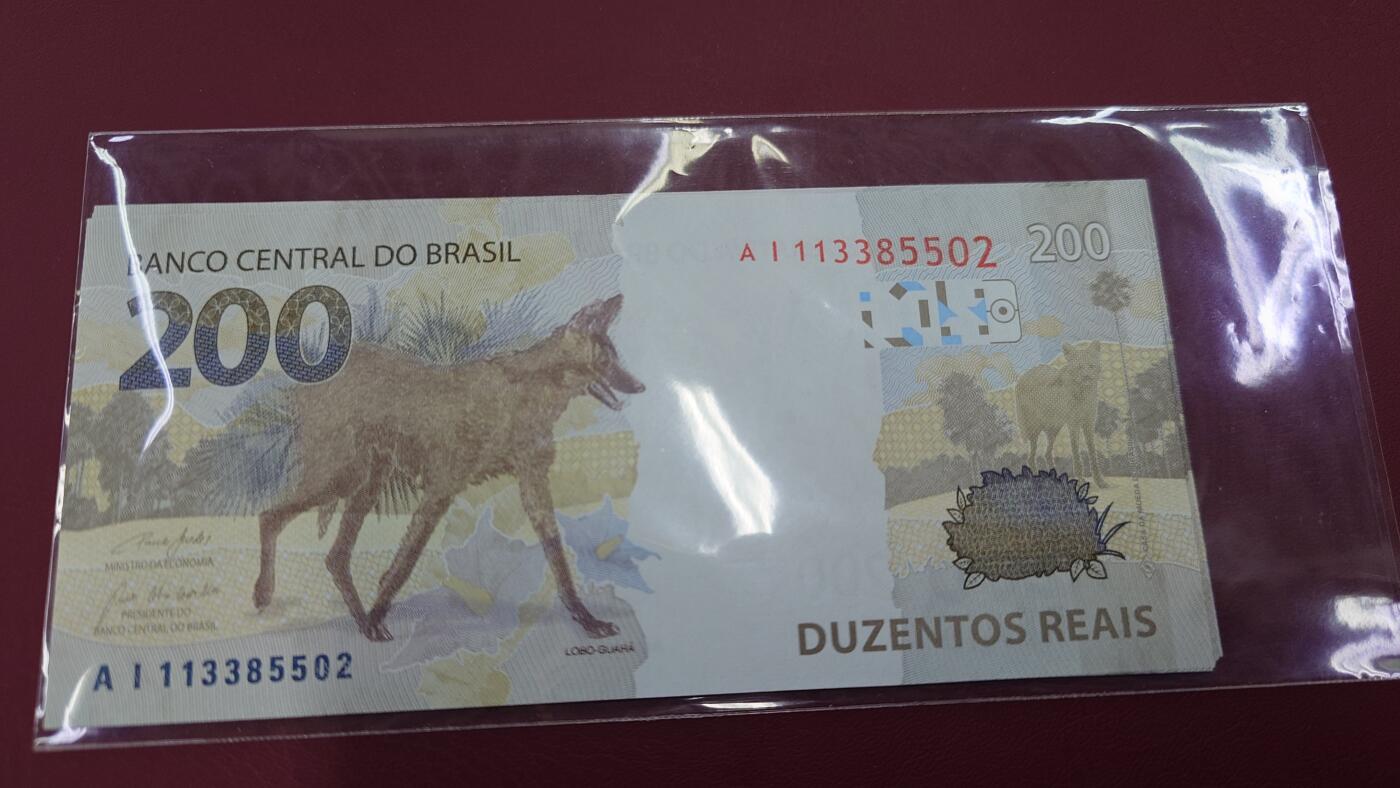 BANCO CENTRAL DO BRASIL
A I 113385502
200
200
MINISTRO DA ECONOMIA
PRESIDENTE DO
BANCO CENTRAL DO BRASIL
LOBO-GUARÁ
A I 113385502
DUZENTOS REAIS